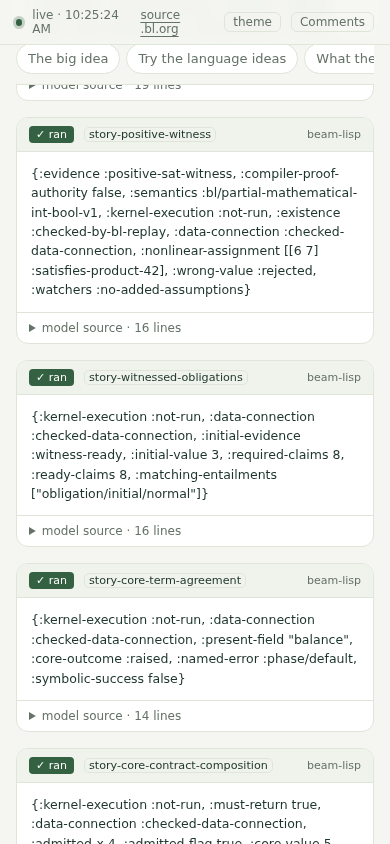 live · 10:25:24 AM
source .bl.org
theme
Comments
The big idea
Try the language ideas
What the
model source · 19 lines
✓ ran
story-positive-witness
beam-lisp
{:evidence :positive-sat-witness, :compiler-proof-
authority false, :semantics :bl/partial-mathematical-
int-bool-v1, :kernel-execution :not-run, :existence
:checked-by-bl-replay, :data-connection :checked-
data-connection, :nonlinear-assignment [[6 7]
:satisfies-product-42], :wrong-value :rejected,
:watchers :no-added-assumptions}
model source · 16 lines
✓ ran
story-witnessed-obligations
beam-lisp
{:kernel-execution :not-run, :data-connection
:checked-data-connection, :initial-evidence
:witness-ready, :initial-value 3, :required-claims 8,
:ready-claims 8, :matching-entailments
["obligation/initial/normal"]}
model source · 16 lines
✓ ran
story-core-term-agreement
beam-lisp
{:kernel-execution :not-run, :data-connection
:checked-data-connection, :present-field "balance",
:core-outcome :raised, :named-error :phase/default,
:symbolic-success false}
model source · 14 lines
✓ ran
story-core-contract-composition
beam-lisp
{:kernel-execution :not-run, :must-return true,
:data-connection :checked-data-connection,
:admitted-x 4, :admitted-flag true, :core-value 5